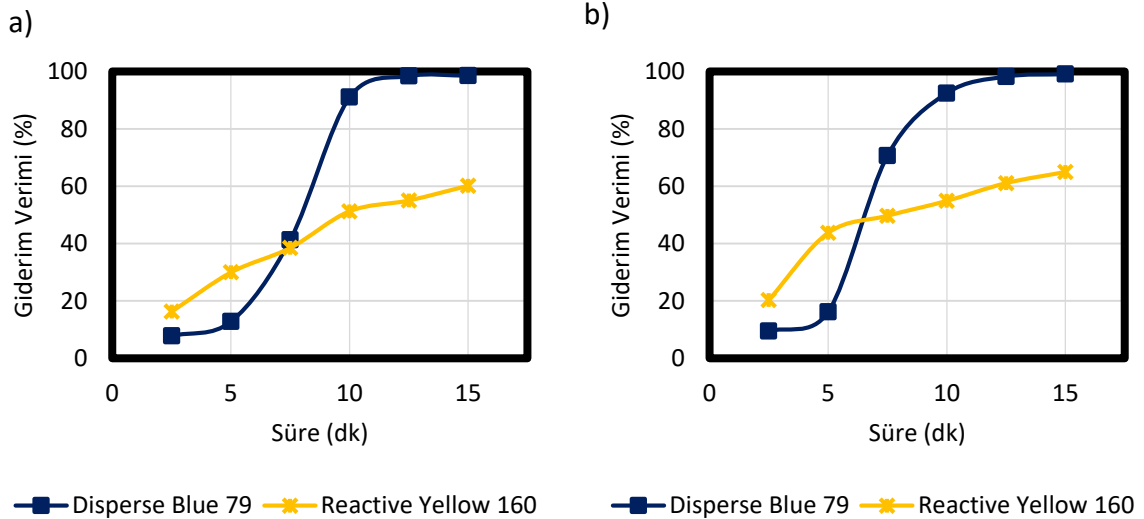 a)
100
80
60
40
20
0
Giderim Verimi (%)
0 5 10 15
Süre (dk)
Disperse Blue 79 Reactive Yellow 160
b)
100
80
60
40
20
0
Giderim Verimi (%)
0 5 10 15
Süre (dk)
Disperse Blue 79 Reactive Yellow 160